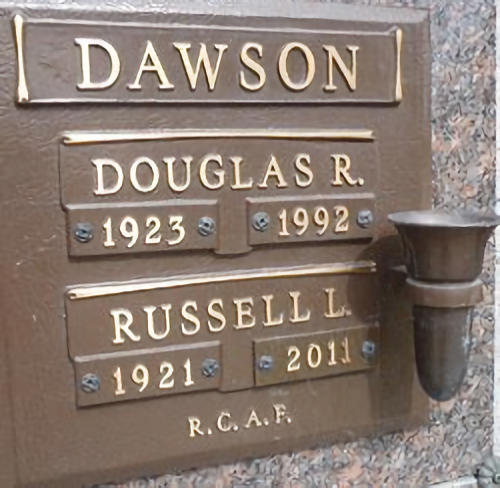 DAWSON
DOUGLAS R.
1923 1992
RUSSELL L.
1921 2011
R.C.A.F.